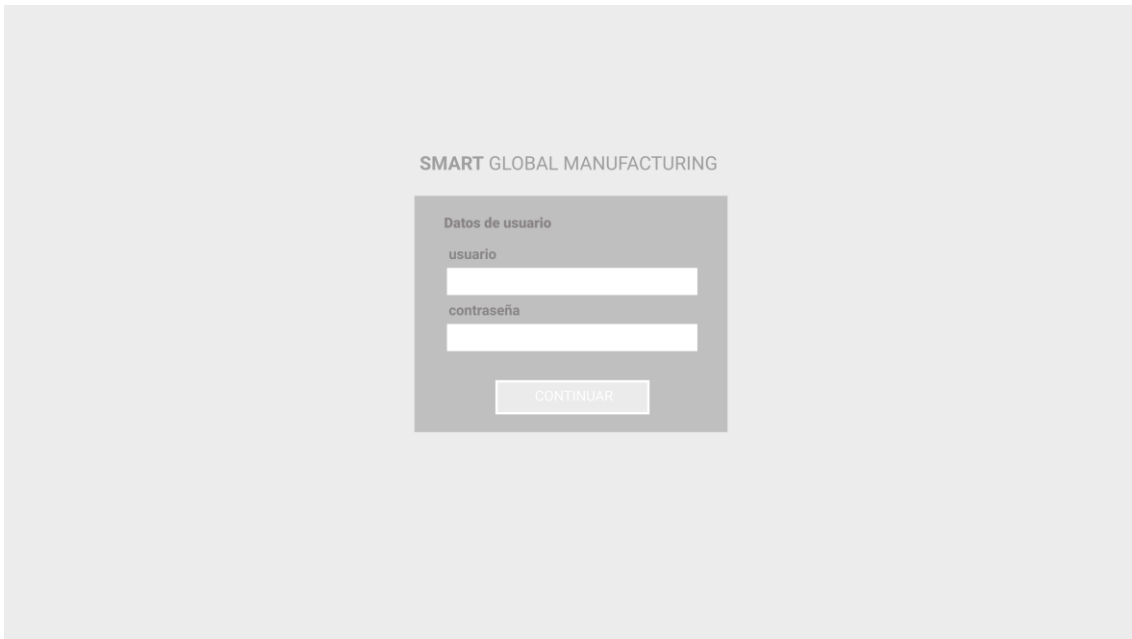 SMART GLOBAL MANUFACTURING
Datos de usuario
usuario
contraseña
CONTINUAR